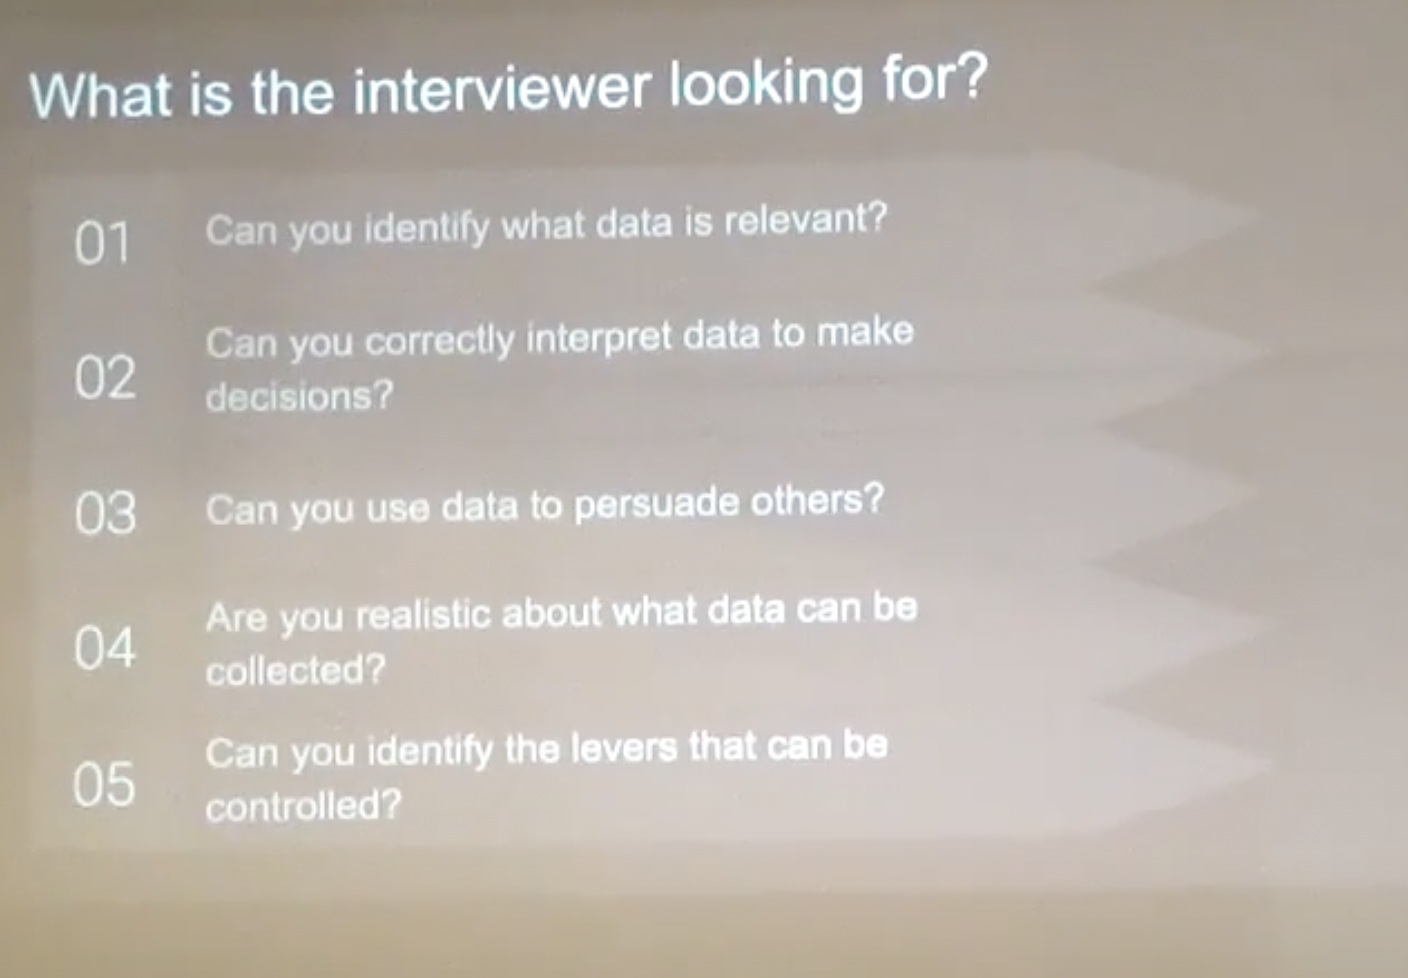 What is the interviewer looking for?
01
Can you identify what data is relevant?
02
Can you correctly interpret data to make
decisions?
03
Can you use data to persuade others?
04
Are you realistic about what data can be
collected?
05
Can you identify the levers that can be
controlled?